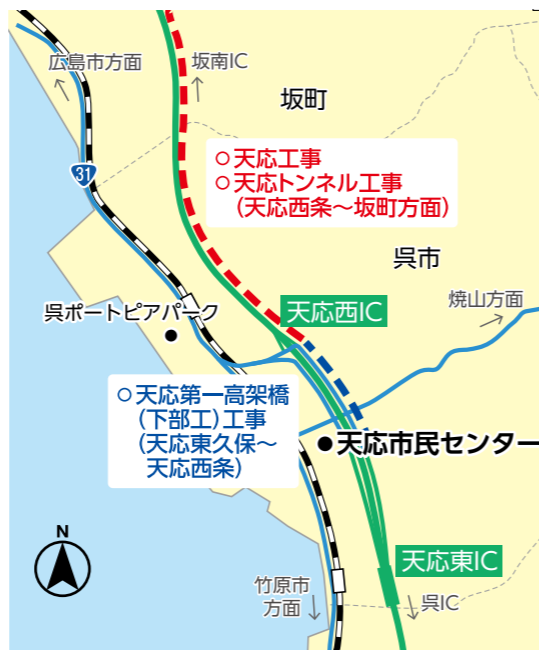 広島市方面
坂南IC
坂町
31
○天応工事
○天応トンネル工事
(天応西条～坂町方面)
呉市
焼山方面
天応西IC
呉ポートピアパーク
○天応第一高架橋
(下部工)工事
(天応東久保～
天応西条)
●天応市民センター
天応東IC
N
竹原市
方面
呉IC